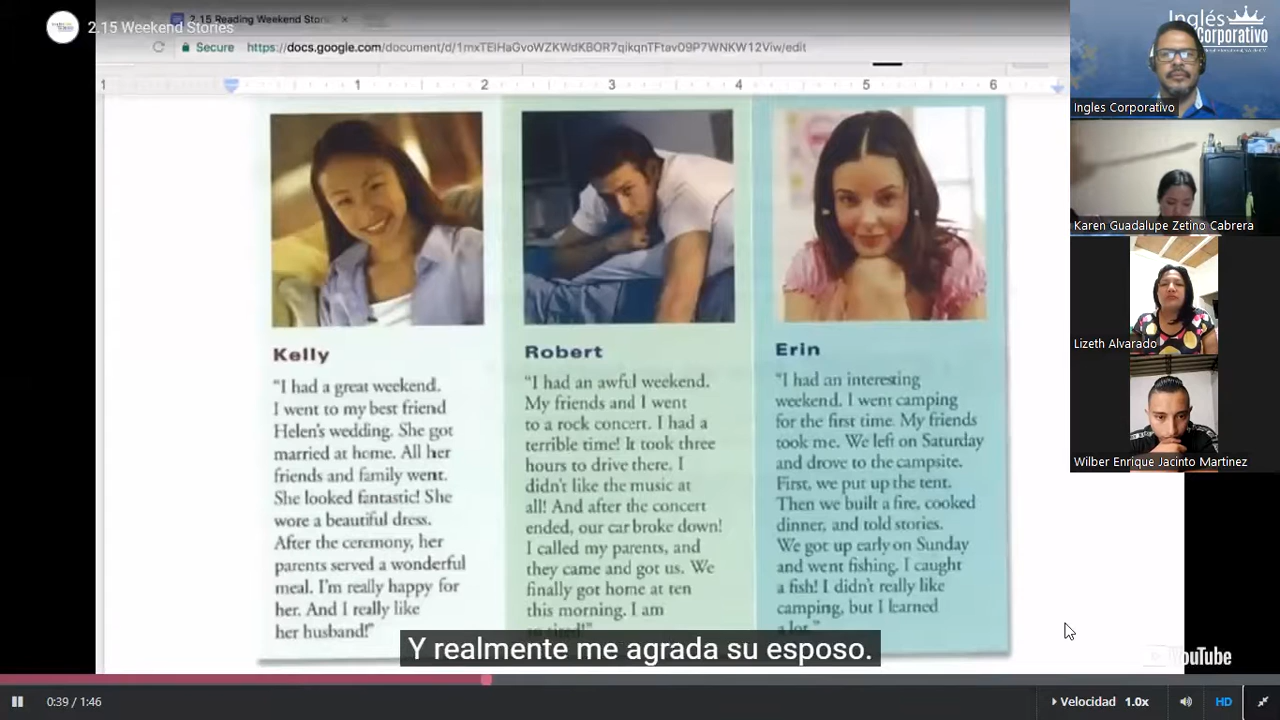 2.15 Reading Weekend Stor
2.15 Weekend Stories
Secure https://docs.google.com/document/d/1mxTEIHaGvoWZKWdKBOR7qikqnTFtav09P7WNKW12Viw/edit
1 1 2 3 4 5 6
Kelly
"I had a great weekend.
I went to my best friend
Helen's wedding. She got
married at home. All her
friends and family went.
She looked fantastic! She
wore a beautiful dress.
After the ceremony, her
parents served a wonderful
meal. I'm really happy for
her. And I really like
her husband!"
Robert
"I had an awful weekend.
My friends and I went
to a rock concert. I had a
terrible time! It took three
hours to drive there. I
didn't like the music at
all! And after the concert
ended, our car broke down!
I called my parents, and
they came and got us. We
finally got home at ten
this morning. I am
so tired!"
Erin
"I had an interesting
weekend. I went camping
for the first time. My friends
took me. We left on Saturday
and drove to the campsite.
First, we put up the tent.
Then we built a fire, cooked
dinner, and told stories.
We got up early on Sunday
and went fishing. I caught
a fish! I didn't really like
camping, but I learned
a lot."
Y realmente me agrada su esposo.
YouTube
0:39 / 1:46
Velocidad 1.0x
HD
Inglés
Corporativo
Ingles Corporativo
Karen Guadalupe Zetino Cabrera
Lizeth Alvarado
Wilber Enrique Jacinto Martinez